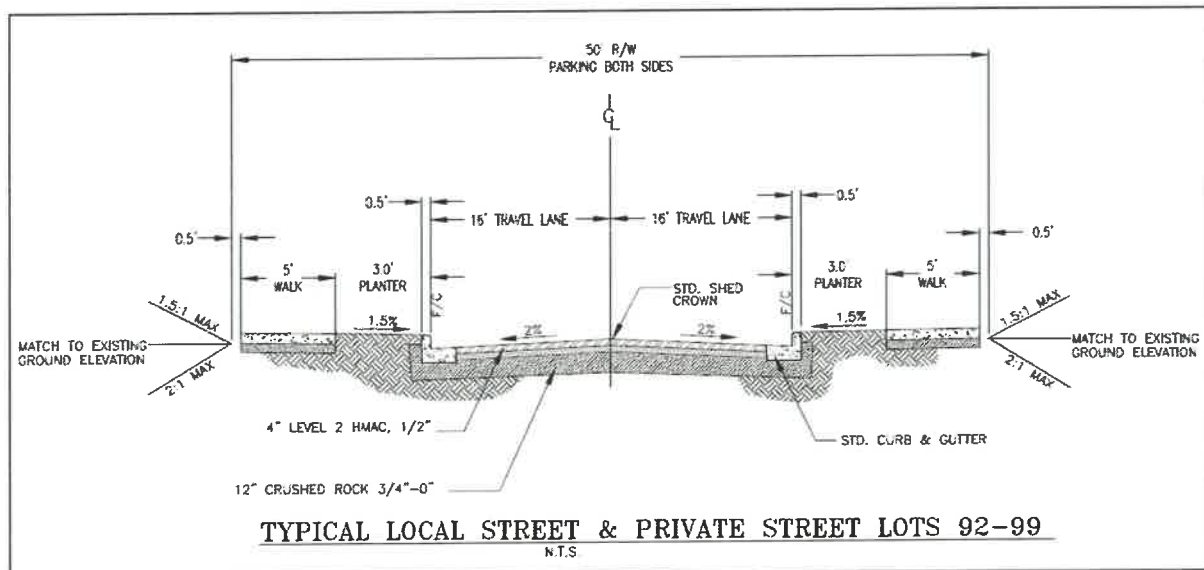 50' R/W
PARKING BOTH SIDES
CL
0.5'
0.5'
16' TRAVEL LANE
16' TRAVEL LANE
0.5'
0.5'
5'
WALK
3.0'
PLANTER
F/C
STD. SHED
CROWN
F/C
3.0'
PLANTER
5'
WALK
1.5:1 MAX
1.5%
2%
2%
1.5%
1.5:1 MAX
MATCH TO EXISTING
GROUND ELEVATION
MATCH TO EXISTING
GROUND ELEVATION
2:1 MAX
2:1 MAX
4" LEVEL 2 HMAC, 1/2"
STD. CURB & GUTTER
12" CRUSHED ROCK 3/4"-0"
TYPICAL LOCAL STREET & PRIVATE STREET LOTS 92-99
N.T.S.